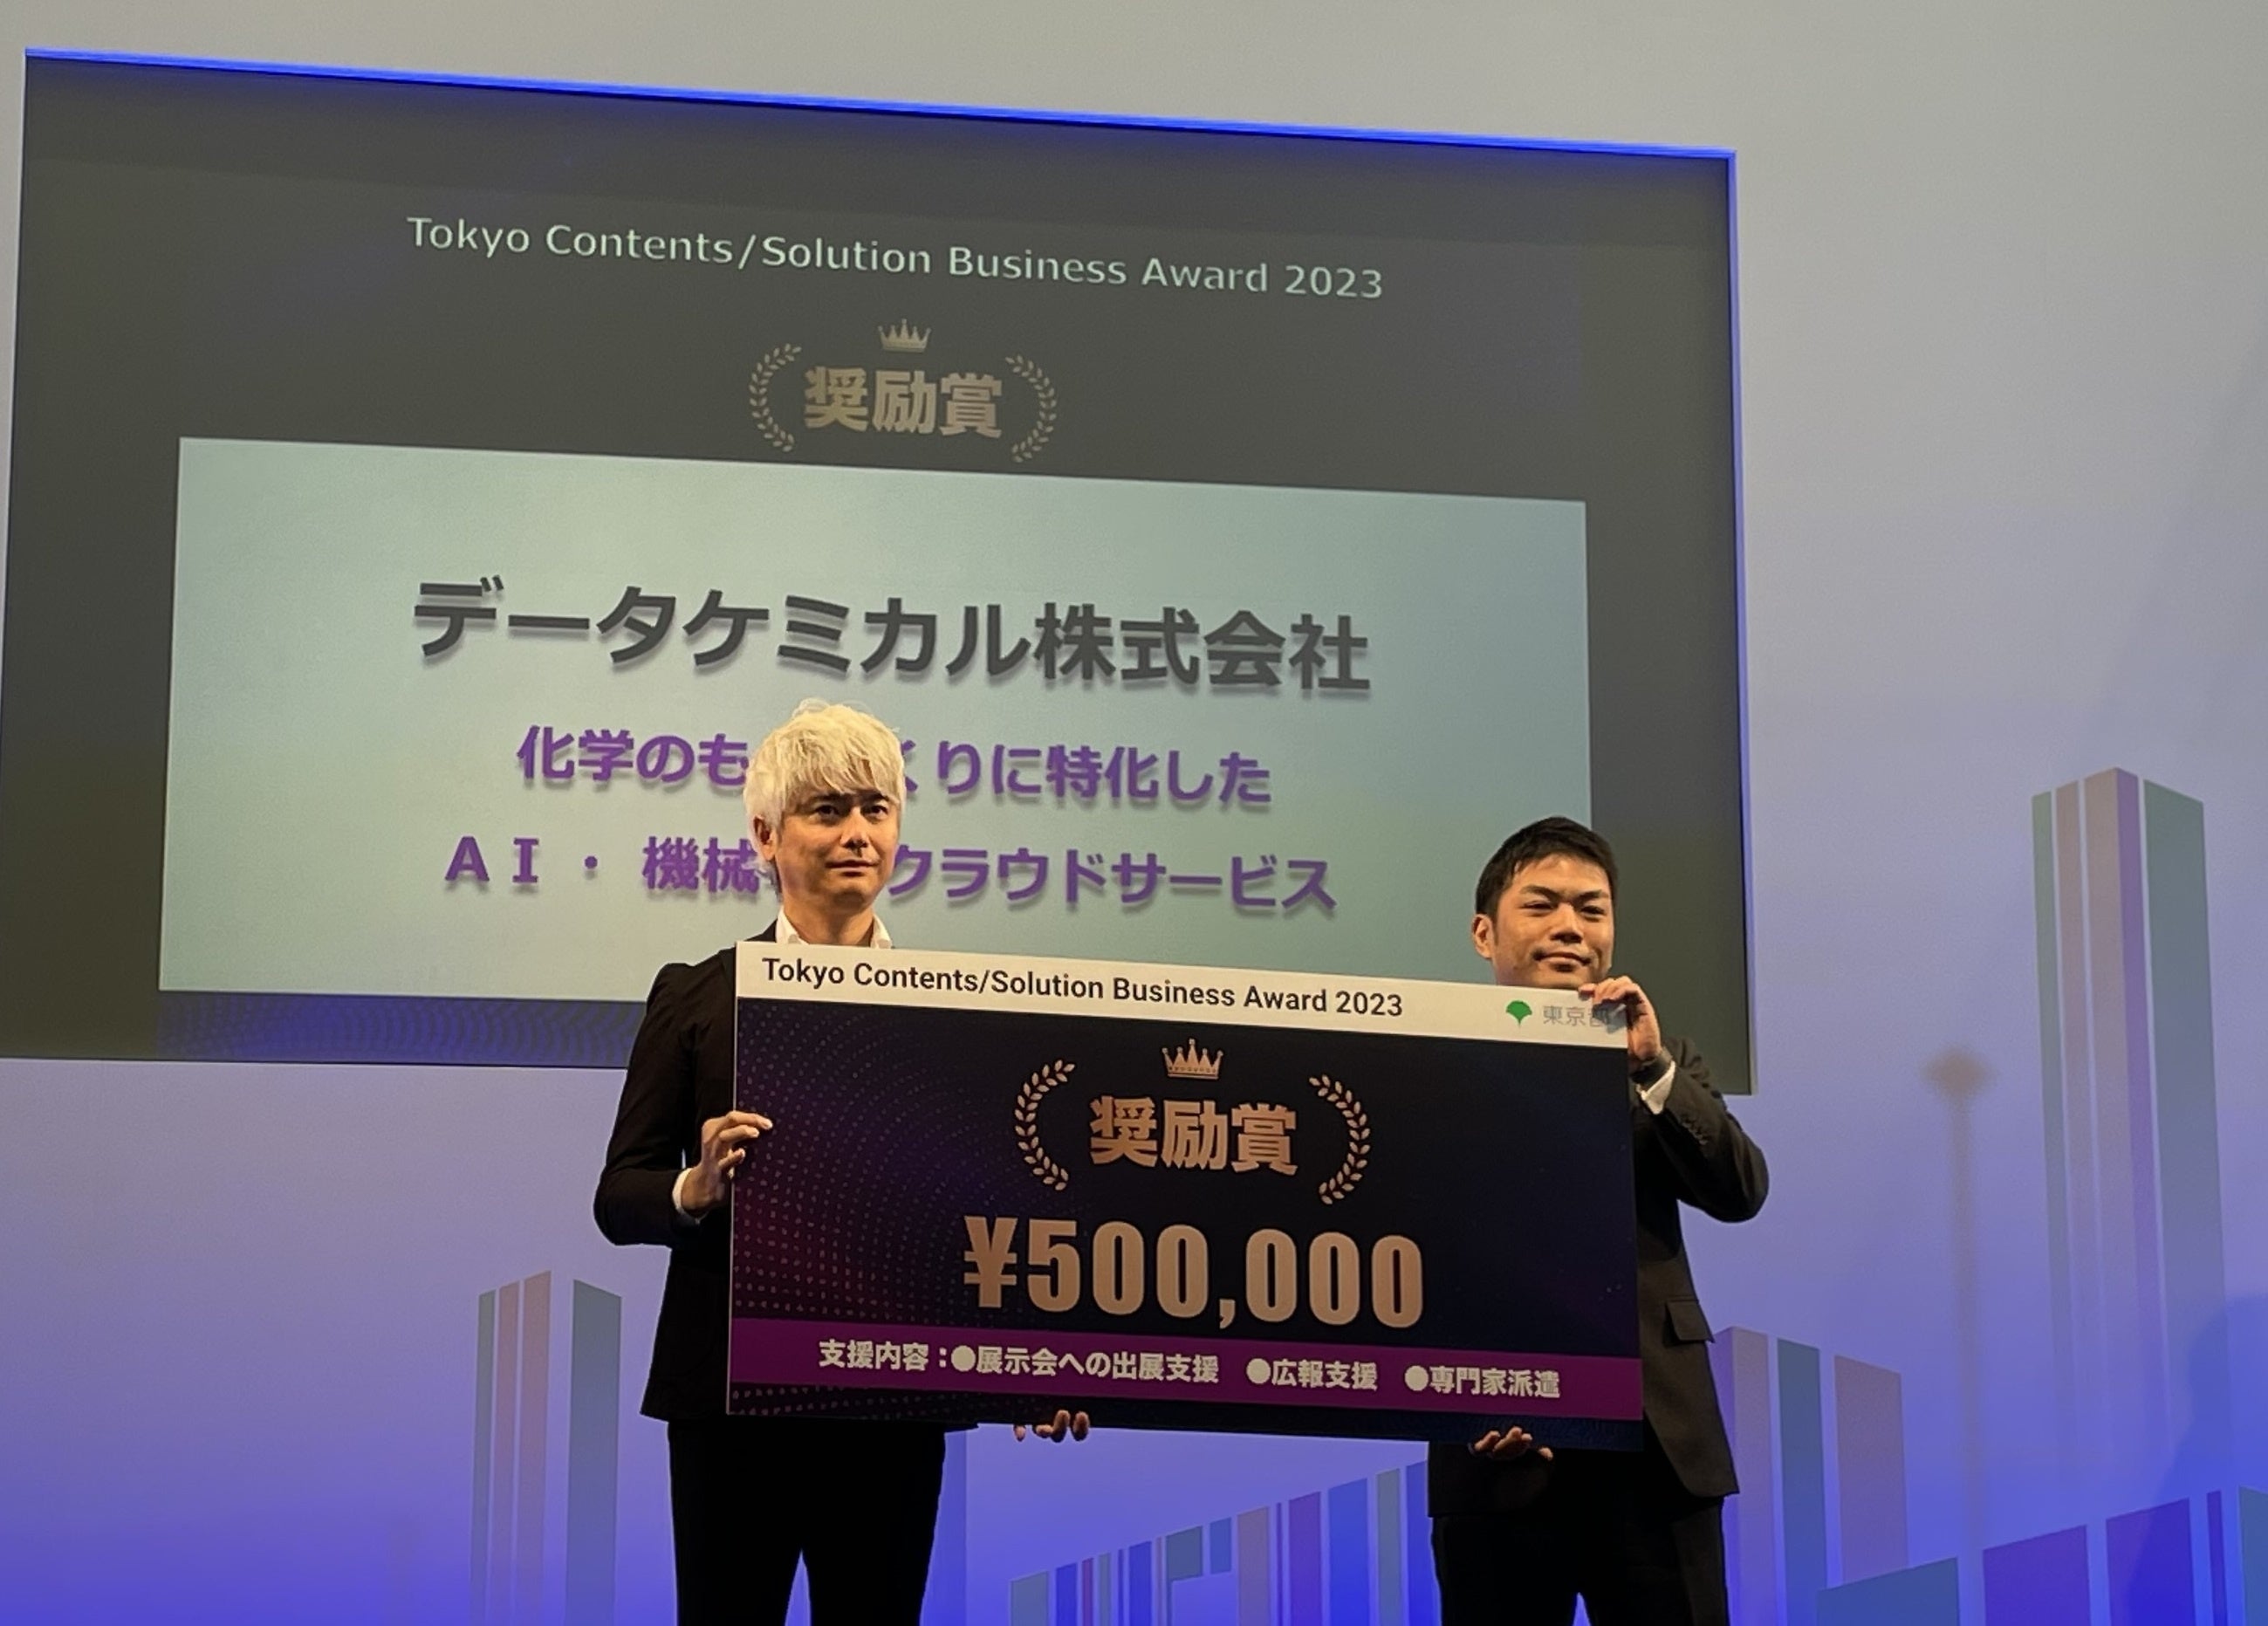 Tokyo Contents/Solution Business Award 2023
奨励賞
データケミカル株式会社
化学のも くりに特化した
AI・ 機械 クラウドサービス
Tokyo Contents/Solution Business Award 2023
東京都
奨励賞
¥500,000
支援内容:●展示会への出展支援 ●広報支援 ●専門家派遣